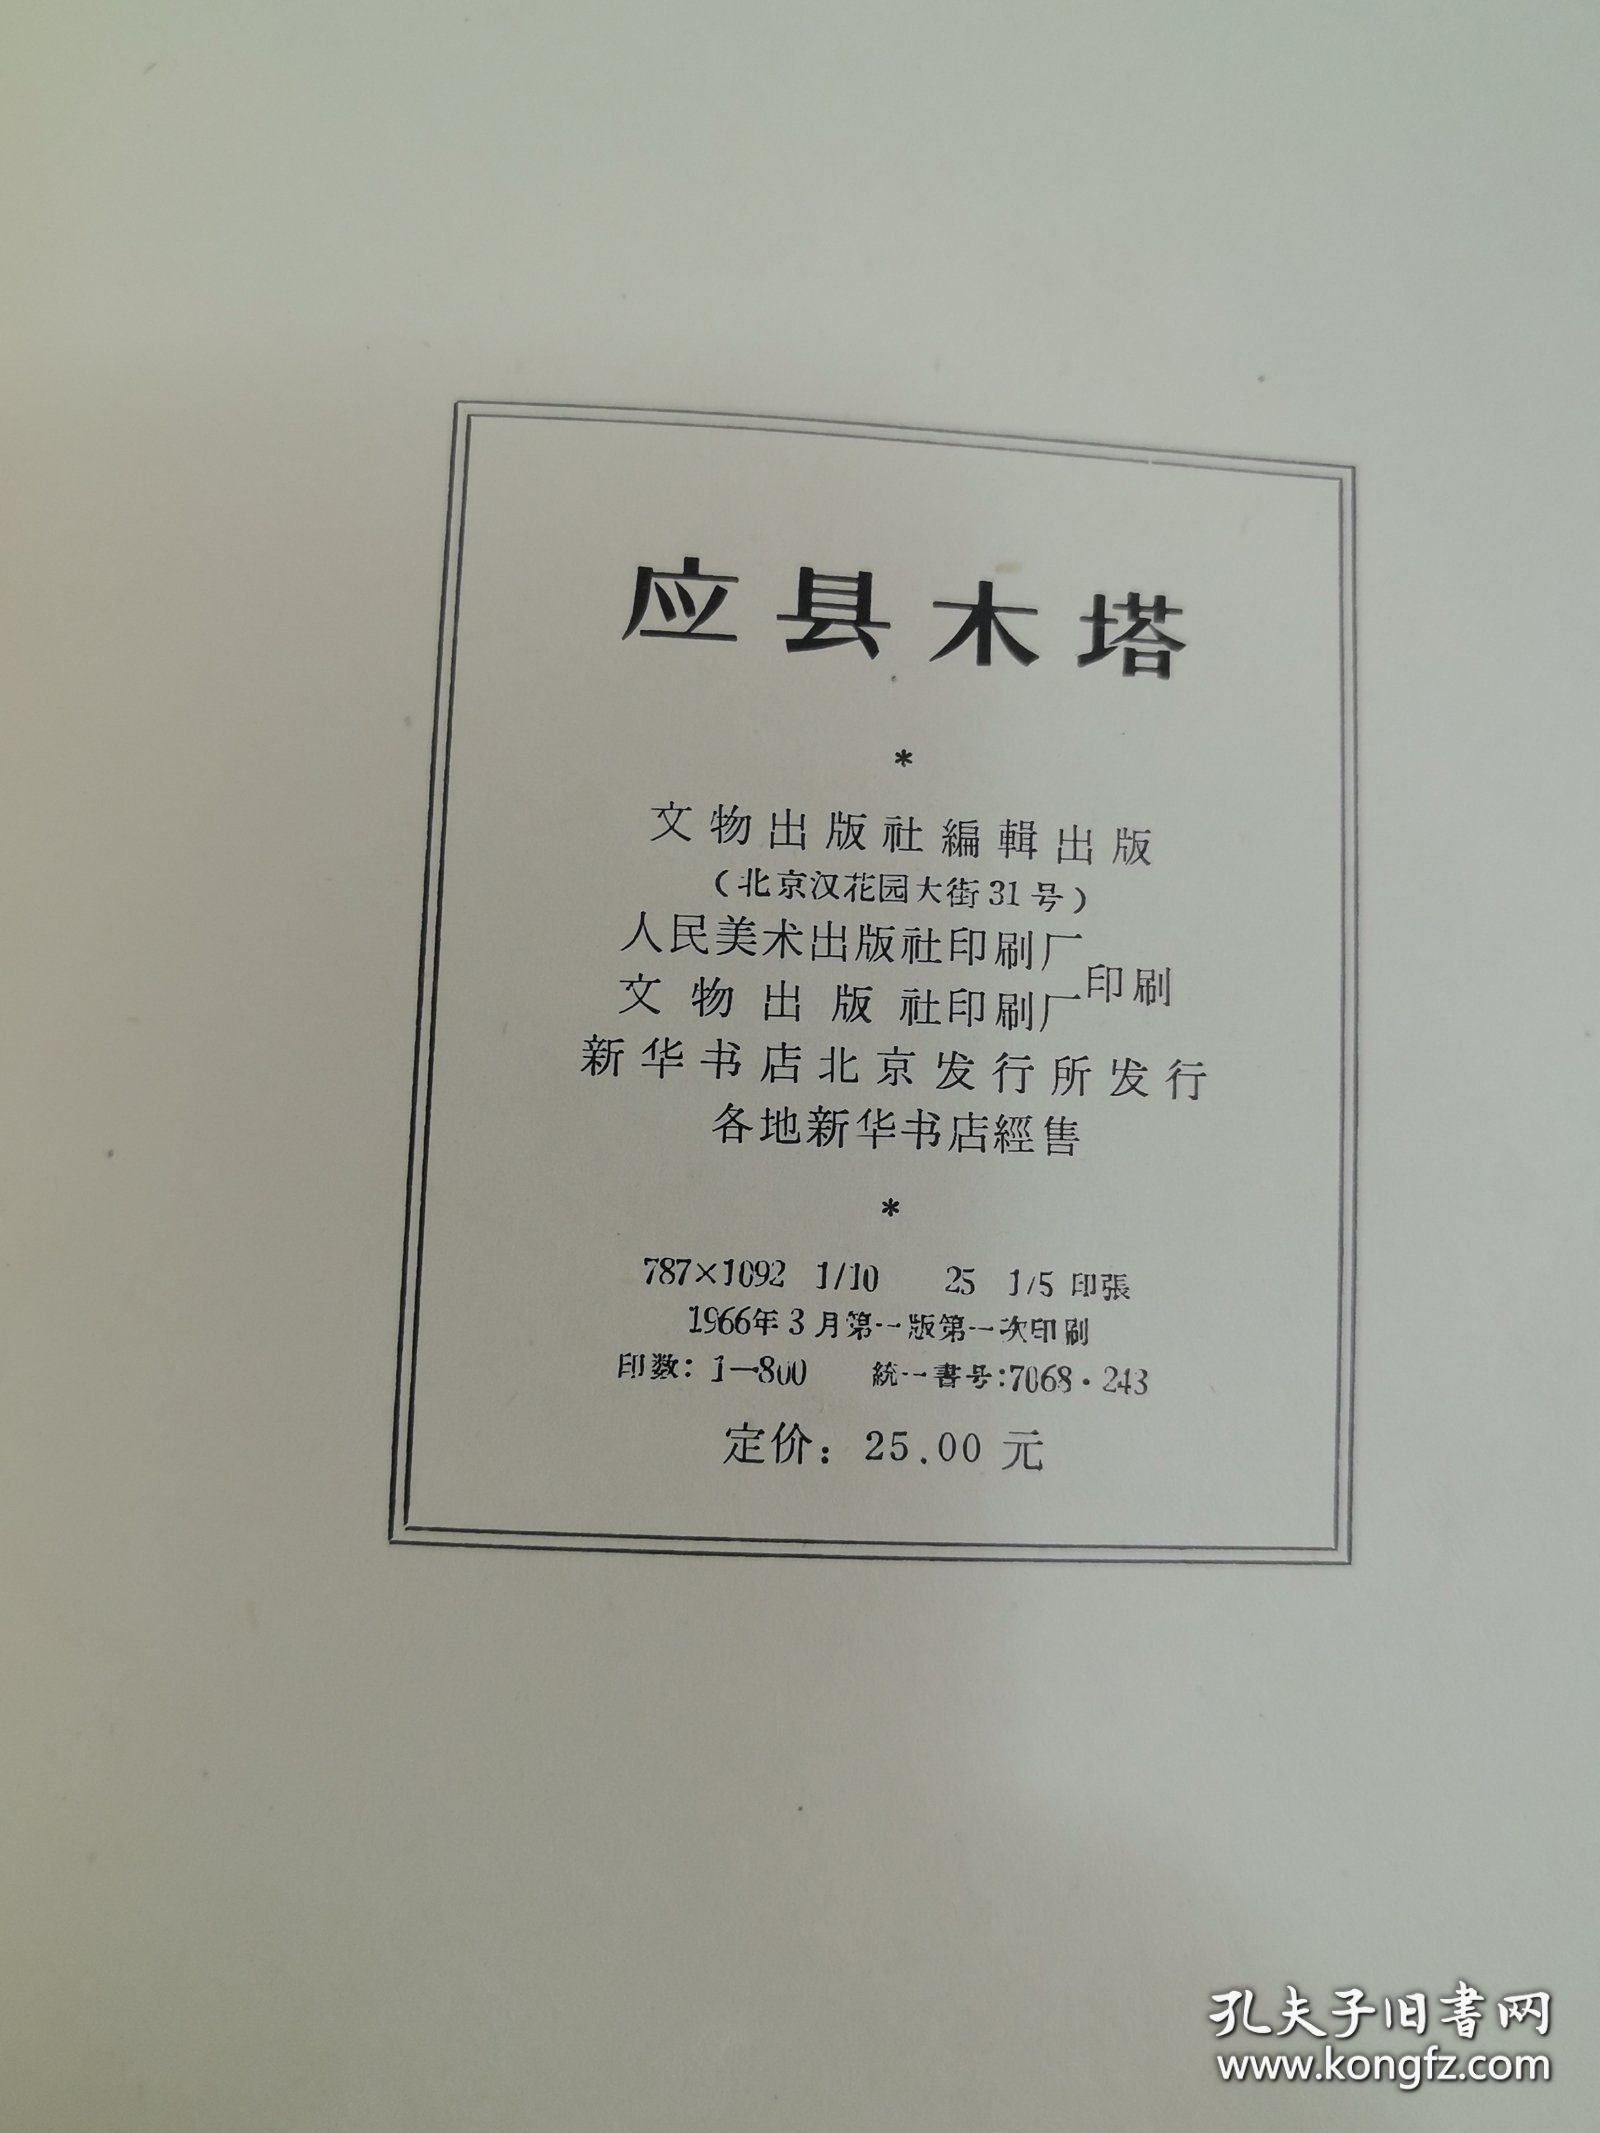 应县木塔
*
文物出版社編輯出版
（北京汉花园大街31号）
人民美术出版社印刷厂
文物出版社印刷厂
印刷
新华书店北京发行所发行
各地新华书店經售
*
787×1092 1/10 25 1/5 印張
1966年3月第一版第一次印刷
印数：1—800 統一書号：7068·243
定价：25.00元
孔夫子旧书网
www.kongfz.com